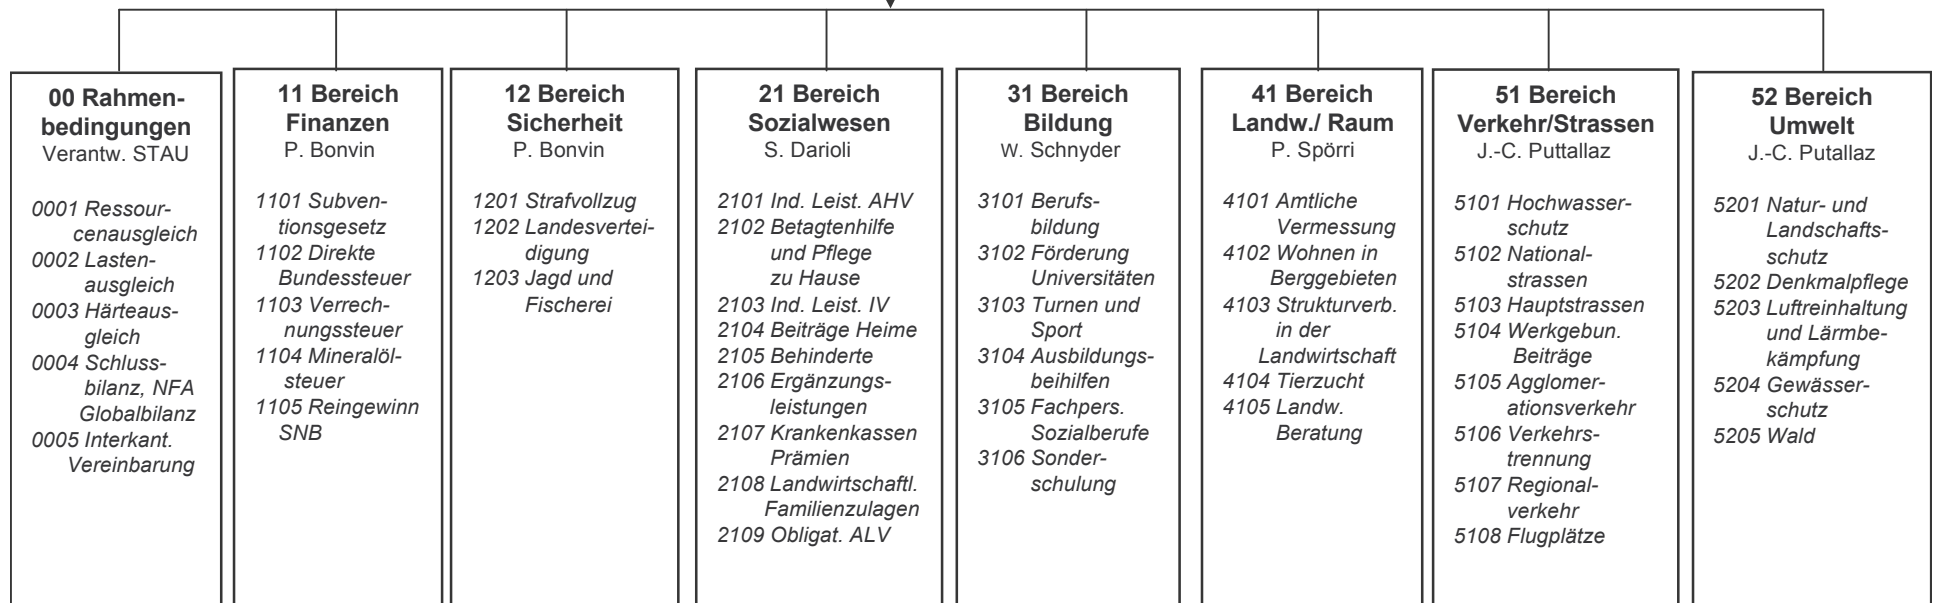 00 Rahmen-
bedingungen
Verantw. STAU
0001 Ressour-
cenausgleich
0002 Lasten-
ausgleich
0003 Härteaus-
gleich
0004 Schluss-
bilanz, NFA
Globalbilanz
0005 Interkant.
Vereinbarung
11 Bereich
Finanzen
P. Bonvin
1101 Subven-
tionsgesetz
1102 Direkte
Bundessteuer
1103 Verrech-
nungssteuer
1104 Mineralöl-
steuer
1105 Reingewinn
SNB
12 Bereich
Sicherheit
P. Bonvin
1201 Strafvollzug
1202 Landesvertei-
digung
1203 Jagd und
Fischerei
21 Bereich
Sozialwesen
S. Darioli
2101 Ind. Leist. AHV
2102 Betagtenhilfe
und Pflege
zu Hause
2103 Ind. Leist. IV
2104 Beiträge Heime
2105 Behinderte
2106 Ergänzungs-
leistungen
2107 Krankenkassen
Prämien
2108 Landwirtschaftl.
Familienzulagen
2109 Obligat. ALV
31 Bereich
Bildung
W. Schnyder
3101 Berufs-
bildung
3102 Förderung
Universitäten
3103 Turnen und
Sport
3104 Ausbildungs-
beihilfen
3105 Fachpers.
Sozialberufe
3106 Sonder-
schulung
41 Bereich
Landw./ Raum
P. Spörri
4101 Amtliche
Vermessung
4102 Wohnen in
Berggebieten
4103 Strukturverb.
in der
Landwirtschaft
4104 Tierzucht
4105 Landw.
Beratung
51 Bereich
Verkehr/Strassen
J.-C. Puttallaz
5101 Hochwasser-
schutz
5102 National-
strassen
5103 Hauptstrassen
5104 Werkgebun.
Beiträge
5105 Agglomer-
ationsverkehr
5106 Verkehrs-
trennung
5107 Regional-
verkehr
5108 Flugplätze
52 Bereich
Umwelt
J.-C. Putallaz
5201 Natur- und
Landschafts-
schutz
5202 Denkmalpflege
5203 Luftreinhaltung
und Lärmbe-
kämpfung
5204 Gewässer-
schutz
5205 Wald